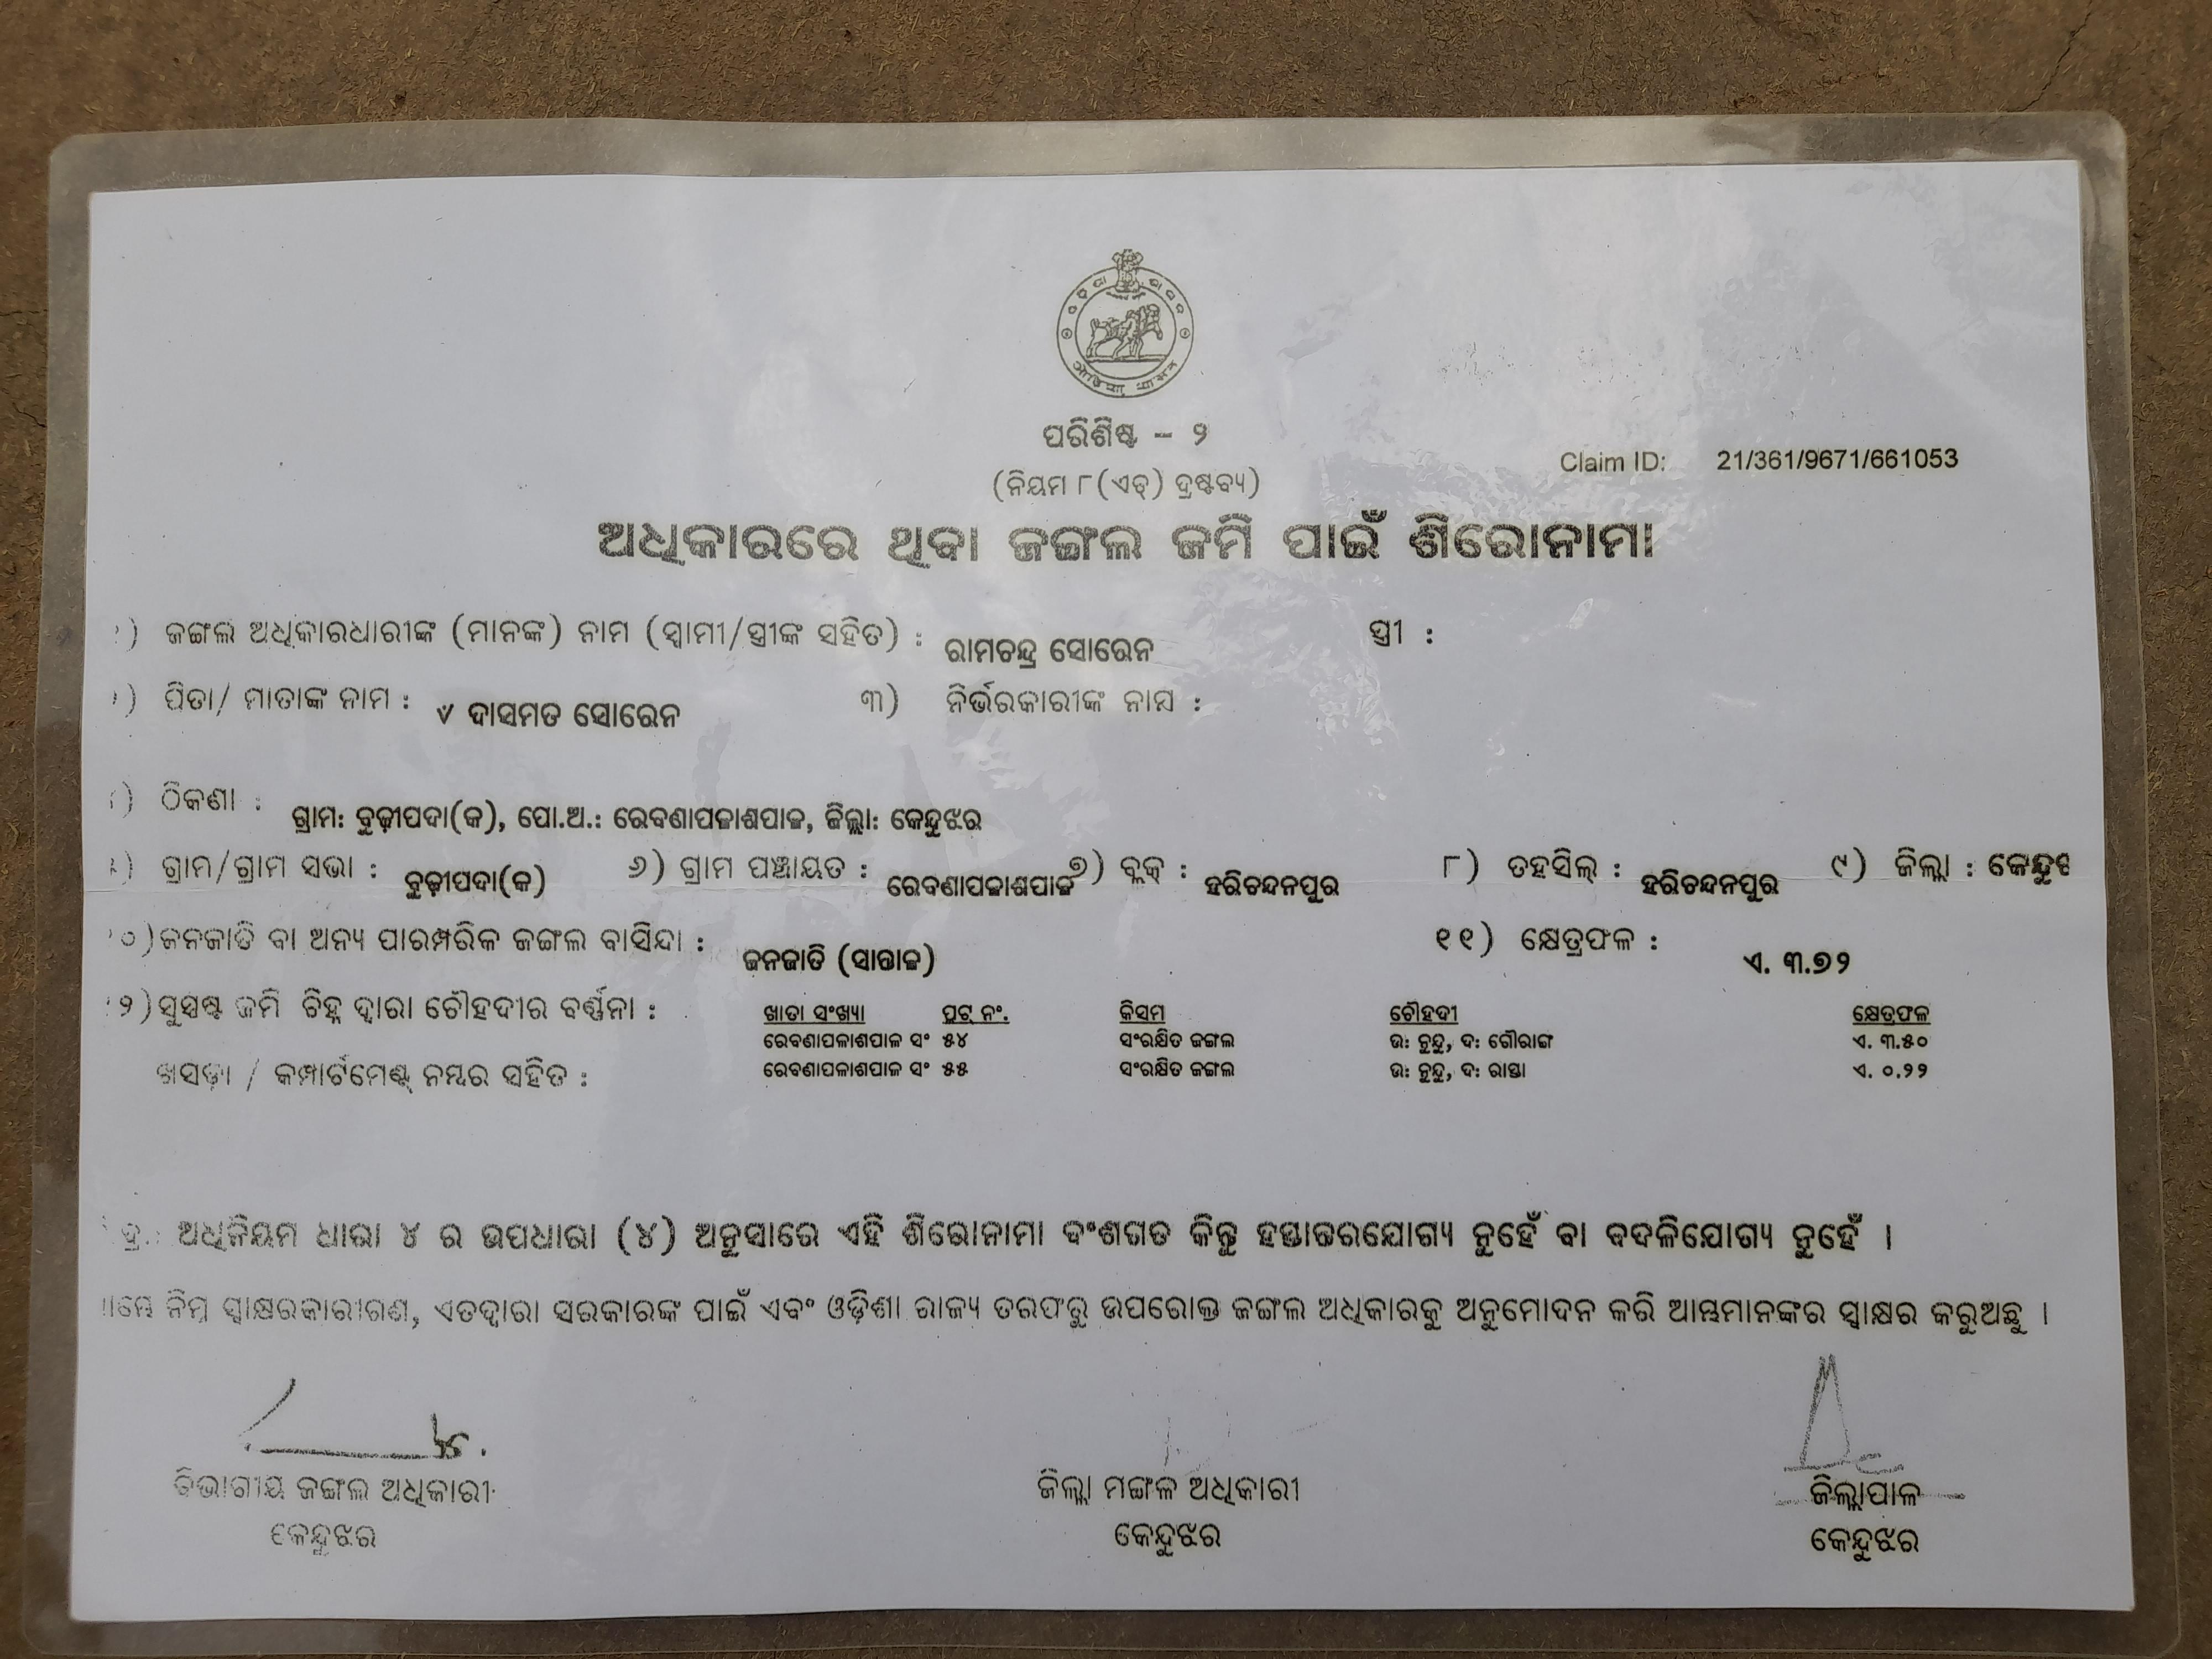 ପରିଶିଷ୍ଟ – ୨
Claim ID: 21/361/9671/661053
(ନିୟମ ୮(ଏଚ୍) ଦ୍ରଷ୍ଟବ୍ୟ)
ଅଧିକାରରେ ଥିବା ଜଙ୍ଗଲ ଜମି ପାଇଁ ଶିରୋନାମା
) ଜଙ୍ଗଲ ଅଧିକାରଧାରୀଙ୍କ (ମାନଙ୍କ) ନାମ (ସ୍ୱାମୀ/ସ୍ତ୍ରୀଙ୍କ ସହିତ) : ରାମଚନ୍ଦ୍ର ସୋରେନ ସ୍ତ୍ରୀ :
) ପିତା/ ମାତାଙ୍କ ନାମ : ଦାସମତ ସୋରେନ ୩) ନିର୍ଭରକାରୀଙ୍କ ନାମ :
) ଠିକଣା : ଗ୍ରାମ: ବୁଢ଼ୀପଦା(କ), ପୋ.ଅ.: ରେବଣାପଳାଶପାଳ, ଜିଲ୍ଲା: କେନ୍ଦୁଝର
) ଗ୍ରାମ/ଗ୍ରାମ ସଭା : ବୁଢ଼ୀପଦା(କ) ୬) ଗ୍ରାମ ପଞ୍ଚାୟତ : ରେବଣାପଳାଶପାଳ ୭) ବ୍ଲକ୍ : ହରିଚନ୍ଦନପୁର ୮) ତହସିଲ୍ : ହରିଚନ୍ଦନପୁର ୯) ଜିଲ୍ଲା : କେନ୍ଦୁଝ
୦) ଜନଜାତି ବା ଅନ୍ୟ ପାରମ୍ପରିକ ଜଙ୍ଗଲ ବାସିନ୍ଦା : ଜନଜାତି (ସାନ୍ତାଳ) ୧୧) କ୍ଷେତ୍ରଫଳ : ଏ. ୩.୭୨
୨) ସୁସ୍ପଷ୍ଟ ଜମି ଚିହ୍ନ ଦ୍ୱାରା ଚୌହଦୀର ବର୍ଣ୍ଣନା : ଖାତା ସଂଖ୍ୟା ପ୍ଲଟ୍ ନଂ. କିସମ ଚୌହଦୀ କ୍ଷେତ୍ରଫଳ
ରେବଣାପଳାଶପାଳ ସଂ ୫୪ ସଂରକ୍ଷିତ ଜଙ୍ଗଲ ଉ: ଚୁନ୍ଦୁ, ଦ: ଗୌରାଙ୍ଗ ଏ. ୩.୫୦
ଖସଡ଼ା / କମ୍ପାର୍ଟମେଣ୍ଟ୍ ନମ୍ବର ସହିତ : ରେବଣାପଳାଶପାଳ ସଂ ୫୫ ସଂରକ୍ଷିତ ଜଙ୍ଗଲ ଉ: ଚୁନ୍ଦୁ, ଦ: ରାସ୍ତା ଏ. ୦.୨୨
ଅଧିନିୟମ ଧାରା ୪ ର ଉପଧାରା (୪) ଅନୁସାରେ ଏହି ଶିରୋନାମା ବଂଶଗତ କିନ୍ତୁ ହସ୍ତାନ୍ତରଯୋଗ୍ୟ ନୁହେଁ ବା ବଦଳିଯୋଗ୍ୟ ନୁହେଁ ।
ନିମ୍ନ ସ୍ୱାକ୍ଷରକାରୀଗଣ, ଏତଦ୍ୱାରା ସରକାରଙ୍କ ପାଇଁ ଏବଂ ଓଡ଼ିଶା ରାଜ୍ୟ ତରଫରୁ ଉପରୋକ୍ତ ଜଙ୍ଗଲ ଅଧିକାରକୁ ଅନୁମୋଦନ କରି ଆମ୍ଭମାନଙ୍କର ସ୍ୱାକ୍ଷର କରୁଅଛୁ ।
ବିଭାଗୀୟ ଜଙ୍ଗଲ ଅଧିକାରୀ ଜିଲ୍ଲା ମଙ୍ଗଳ ଅଧିକାରୀ ଜିଲ୍ଲାପାଳ
କେନ୍ଦୁଝର କେନ୍ଦୁଝର କେନ୍ଦୁଝର